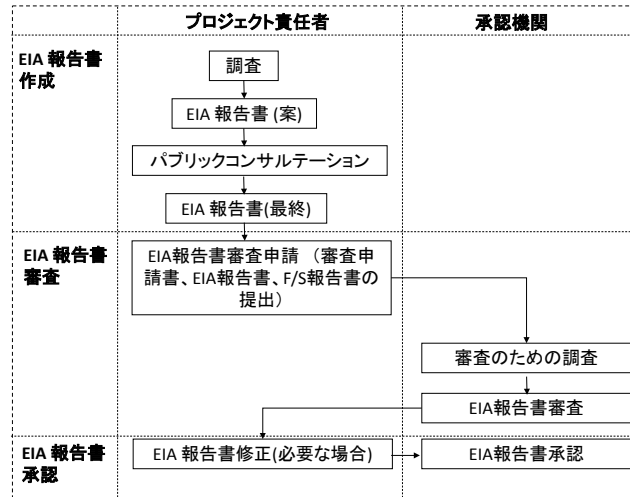 プロジェクト責任者
承認機関
EIA 報告書
作成
調査
EIA 報告書 (案)
パブリックコンサルテーション
EIA 報告書(最終)
EIA 報告書
審査
EIA報告書審査申請 （審査申
請書、EIA報告書、F/S報告書の
提出）
審査のための調査
EIA報告書審査
EIA 報告書
承認
EIA 報告書修正(必要な場合)
EIA報告書承認